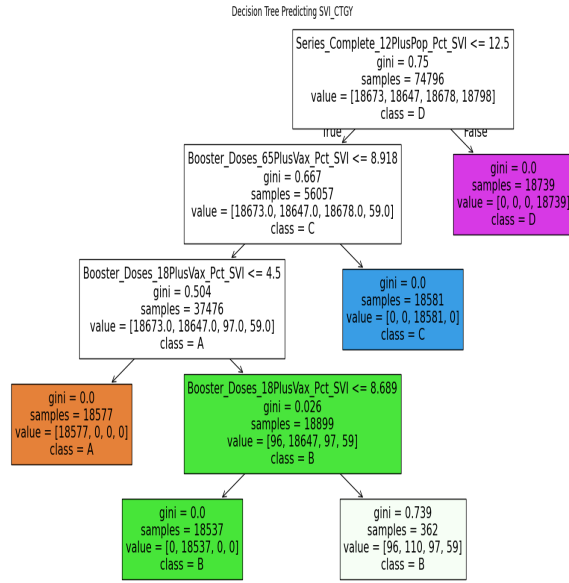 Decision Tree Predicting SVI_CTGY
Series_Complete_12PlusPop_Pct_SVI <= 12.5
gini = 0.75
samples = 74796
value = [18673, 18647, 18678, 18798]
class = D
True
False
Booster_Doses_65PlusVax_Pct_SVI <= 8.918
gini = 0.667
samples = 56057
value = [18673.0, 18647.0, 18678.0, 59.0]
class = C
gini = 0.0
samples = 18739
value = [0, 0, 0, 18739]
class = D
Booster_Doses_18PlusVax_Pct_SVI <= 4.5
gini = 0.504
samples = 37476
value = [18673.0, 18647.0, 97.0, 59.0]
class = A
gini = 0.0
samples = 18581
value = [0, 0, 18581, 0]
class = C
gini = 0.0
samples = 18577
value = [18577, 0, 0, 0]
class = A
Booster_Doses_18PlusVax_Pct_SVI <= 8.689
gini = 0.026
samples = 18899
value = [96, 18647, 97, 59]
class = B
gini = 0.0
samples = 18537
value = [0, 18537, 0, 0]
class = B
gini = 0.739
samples = 362
value = [96, 110, 97, 59]
class = B